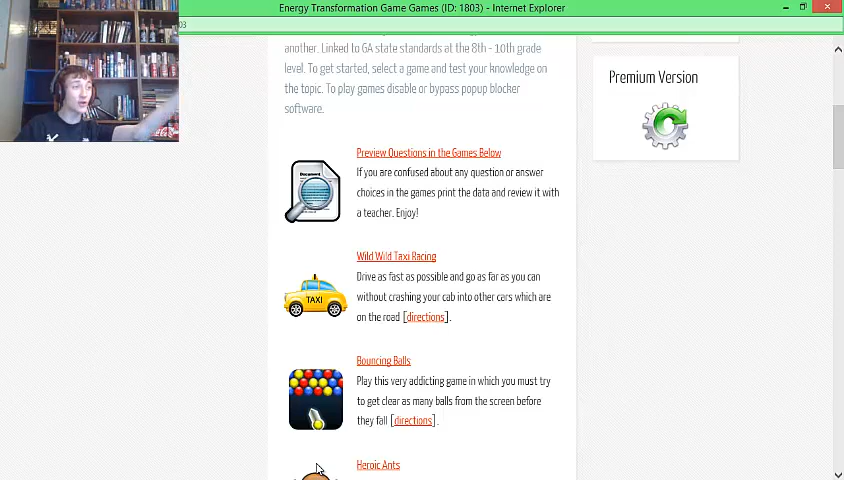 Energy Transformation Game Games (ID: 1803) - Internet Explorer
03
another. Linked to GA state standards at the 8th - 10th grade
level. To get started, select a game and test your knowledge on
the topic. To play games disable or bypass popup blocker
software.
Premium Version
Preview Questions in the Games Below
Document
If you are confused about any question or answer
choices in the games print the data and review it with
a teacher. Enjoy!
Wild Wild Taxi Racing
Drive as fast as possible and go as far as you can
TAXI
without crashing your cab into other cars which are
on the road [directions].
Bouncing Balls
Play this very addicting game in which you must try
to get clear as many balls from the screen before
they fall [directions].
Heroic Ants